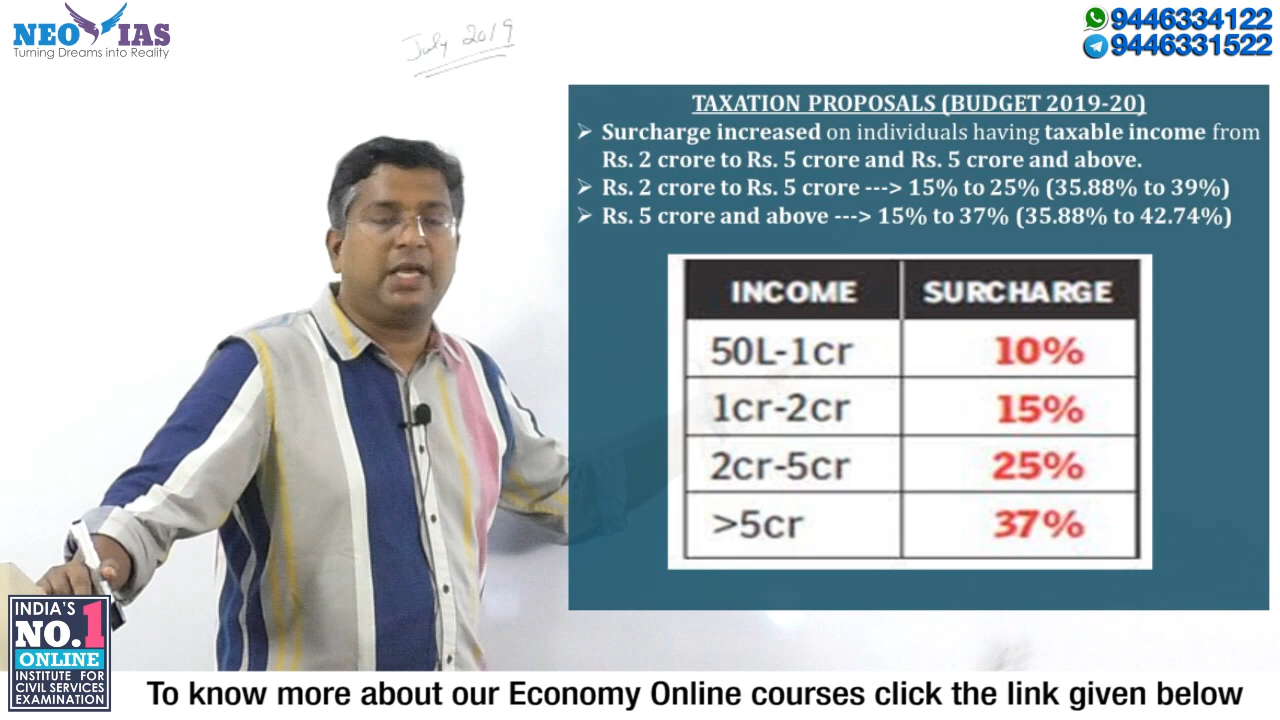 NEO IAS
Turning Dreams into Reality
July 2019
9446334122
9446331522
TAXATION PROPOSALS (BUDGET 2019-20)
➢ Surcharge increased on individuals having taxable income from
Rs. 2 crore to Rs. 5 crore and Rs. 5 crore and above.
➢ Rs. 2 crore to Rs. 5 crore ---> 15% to 25% (35.88% to 39%)
➢ Rs. 5 crore and above ---> 15% to 37% (35.88% to 42.74%)
INCOME SURCHARGE
50L-1cr 10%
1cr-2cr 15%
2cr-5cr 25%
>5cr 37%
INDIA'S
NO.1
ONLINE
INSTITUTE FOR
CIVIL SERVICES
EXAMINATION
To know more about our Economy Online courses click the link given below